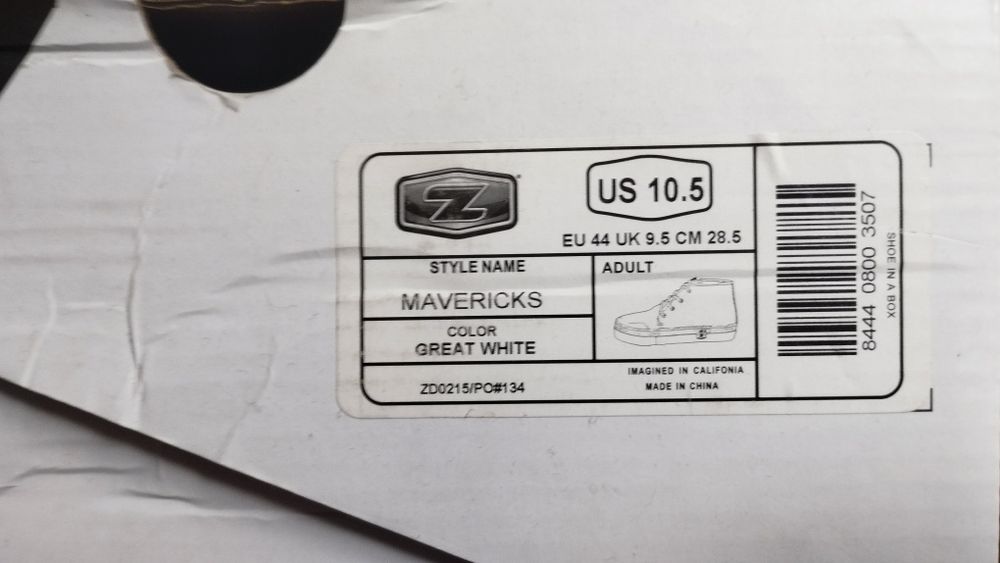 Z
US 10.5
EU 44 UK 9.5 CM 28.5
STYLE NAME
MAVERICKS
COLOR
GREAT WHITE
ZD0215/PO#134
ADULT
IMAGINED IN CALIFONIA
MADE IN CHINA
8444 0800 3507
SHOE IN A BOX